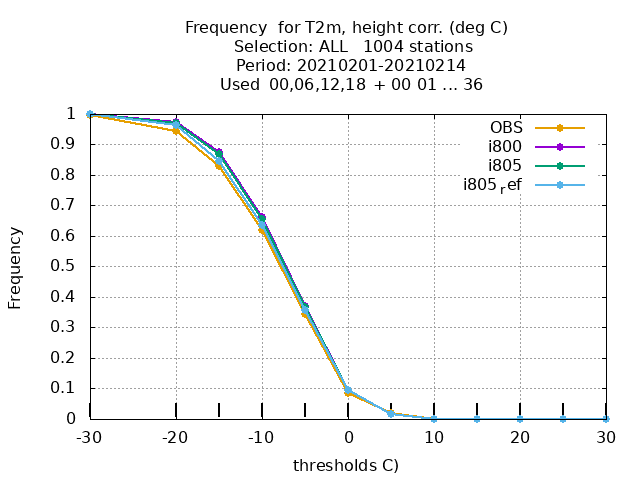 Frequency  for T2m, height corr. (deg C)
Selection: ALL   1004 stations
Period: 20210201-20210214
Used  00,06,12,18  + 00 01 ... 36
OBS
i800
i805
i805ref
Frequency
1
0.9
0.8
0.7
0.6
0.5
0.4
0.3
0.2
0.1
0
-30 -20 -10 0 10 20 30
thresholds C)